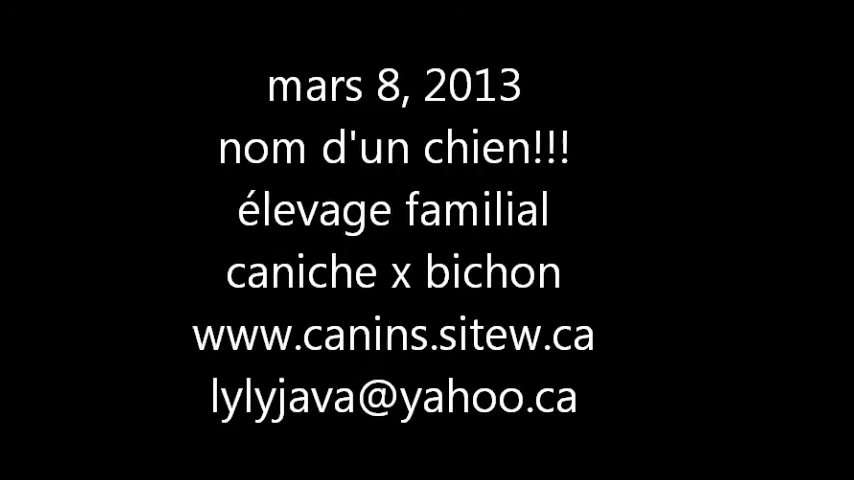 mars 8, 2013
nom d'un chien!!!
élevage familial
caniche x bichon
www.canins.sitew.ca
lylyjava@yahoo.ca